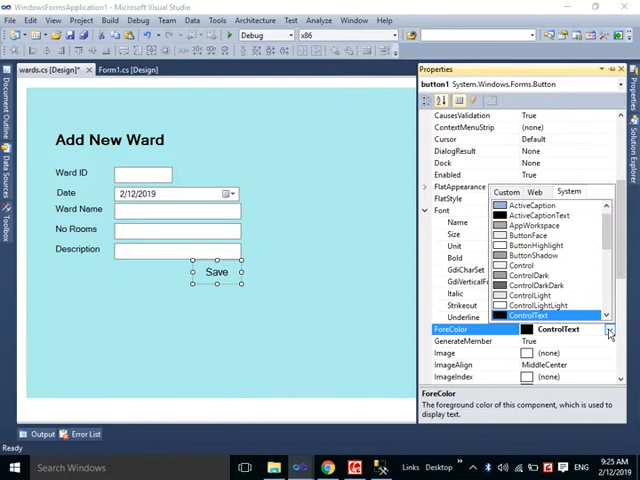 WindowsFormsApplication1 - Microsoft Visual Studio
File Edit View Project Build Debug Team Data Tools Architecture Test Analyze Window Help
Debug x86
wards.cs [Design]* Form1.cs [Design]
Document Outline
Data Sources
Toolbox
Add New Ward
Ward ID
Date 2/12/2019
Ward Name
No Rooms
Description
Save
Properties
button1 System.Windows.Forms.Button
CausesValidation True
ContextMenuStrip (none)
Cursor Default
DialogResult None
Dock None
Enabled True
FlatAppearance
FlatStyle
Font
Name
Size
Unit
Bold
GdiCharSet
GdiVerticalF
Italic
Strikeout
Underline
Custom Web System
ActiveCaption
ActiveCaptionText
AppWorkspace
ButtonFace
ButtonHighlight
ButtonShadow
Control
ControlDark
ControlDarkDark
ControlLight
ControlLightLight
ControlText
ForeColor ControlText
GenerateMember True
Image (none)
ImageAlign MiddleCenter
ImageIndex (none)
ForeColor
The foreground color of this component, which is used to
display text.
Properties
Solution Explorer
Output Error List
Ready
Search Windows
Links Desktop
ENG
9:25 AM
2/12/2019